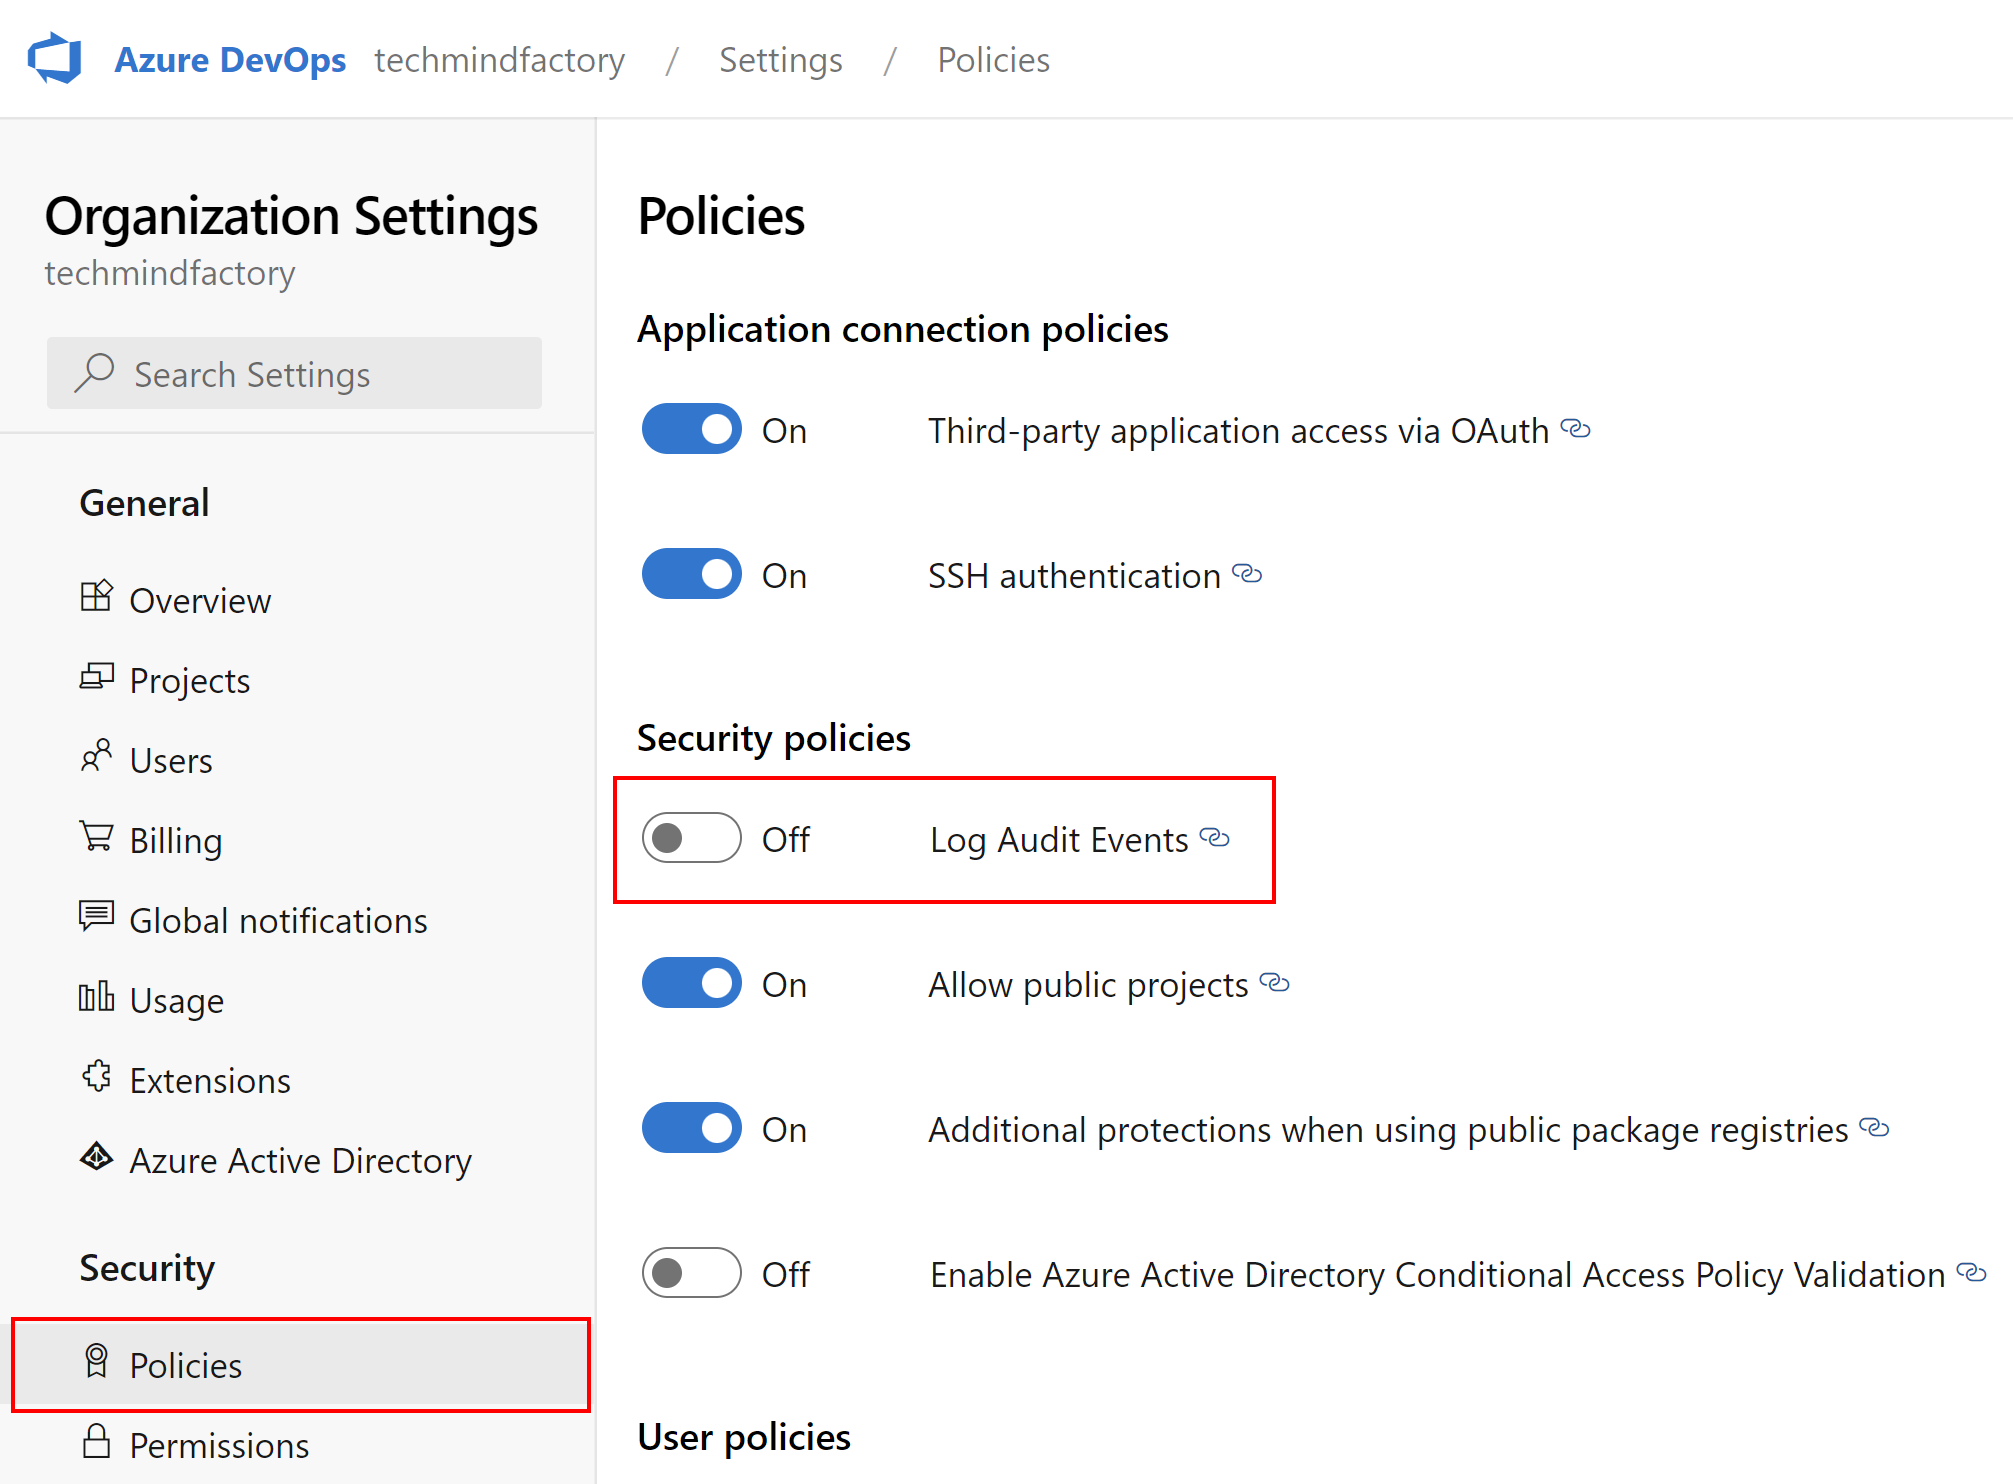 Azure DevOps techmindfactory / Settings / Policies
Organization Settings
techmindfactory
Search Settings
General
Overview
Projects
Users
Billing
Global notifications
Usage
Extensions
Azure Active Directory
Security
Policies
Permissions
Policies
Application connection policies
On Third-party application access via OAuth
On SSH authentication
Security policies
Off Log Audit Events
On Allow public projects
On Additional protections when using public package registries
Off Enable Azure Active Directory Conditional Access Policy Validation
User policies